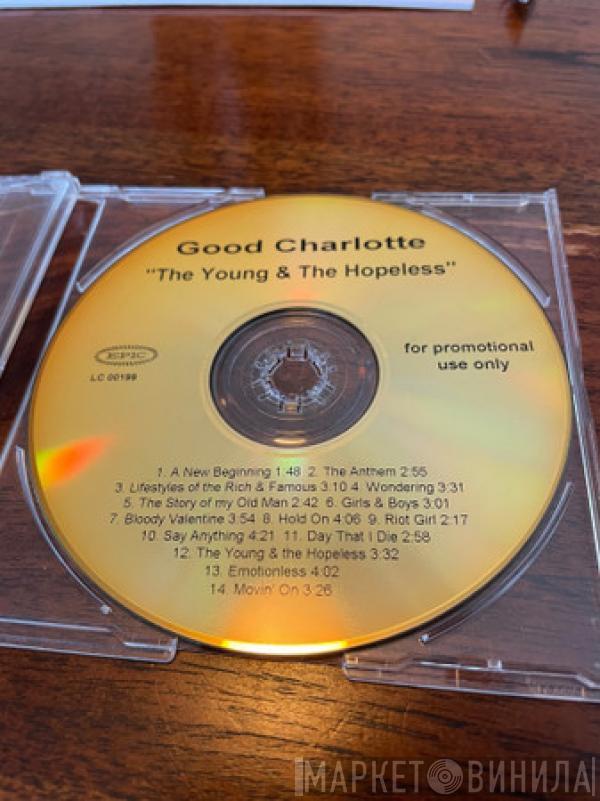 Good Charlotte
"The Young & The Hopeless"
EPIC
LC 00199
for promotional
use only
1. A New Beginning 1:48 2. The Anthem 2:55
3. Lifestyles of the Rich & Famous 3:10 4. Wondering 3:31
5. The Story of my Old Man 2:42 6. Girls & Boys 3:01
7. Bloody Valentine 3:54 8. Hold On 4:06 9. Riot Girl 2:17
10. Say Anything 4:21 11. Day That I Die 2:58
12. The Young & the Hopeless 3:32
13. Emotionless 4:02
14. Movin' On 3:26
МАРКЕТ ВИНИЛА